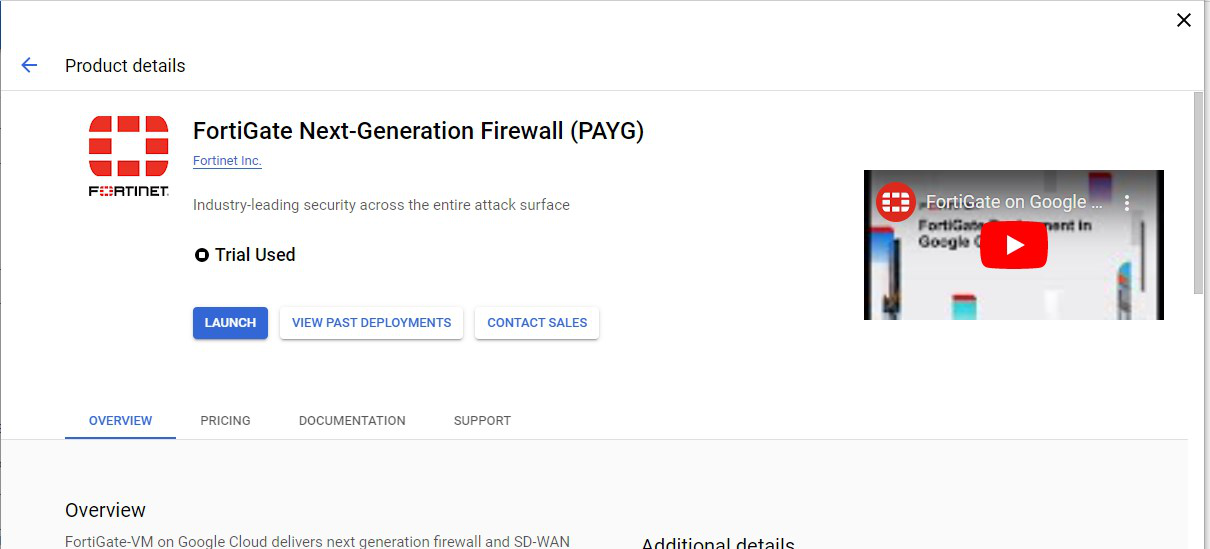 Product details
FortiGate Next-Generation Firewall (PAYG)
Fortinet Inc.
FORTINET
Industry-leading security across the entire attack surface
Trial Used
LAUNCH
VIEW PAST DEPLOYMENTS
CONTACT SALES
FortiGate on Google ...
FortiGate
in
Google
OVERVIEW
PRICING
DOCUMENTATION
SUPPORT
Overview
FortiGate-VM on Google Cloud delivers next generation firewall and SD-WAN
Additional details